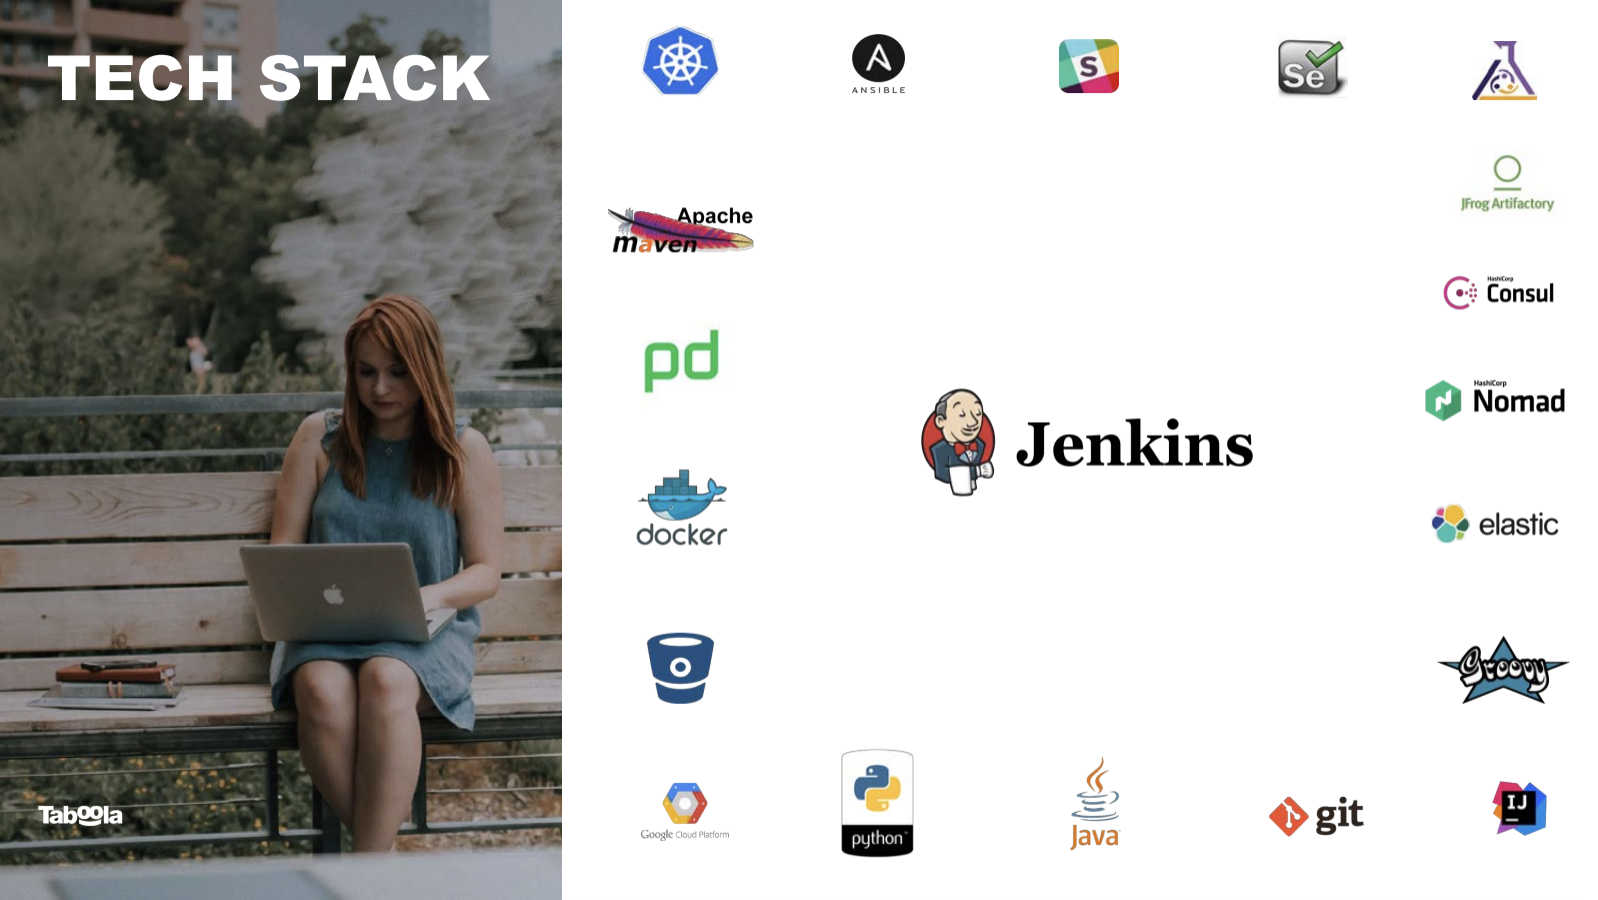 TECH STACK
ANSIBLE
S
Se
JFrog Artifactory
Apache
maven
HashiCorp
Consul
pd
HashiCorp
Nomad
Jenkins
docker
elastic
Groovy
Google Cloud Platform
python™
Java
git
IJ
Taboola